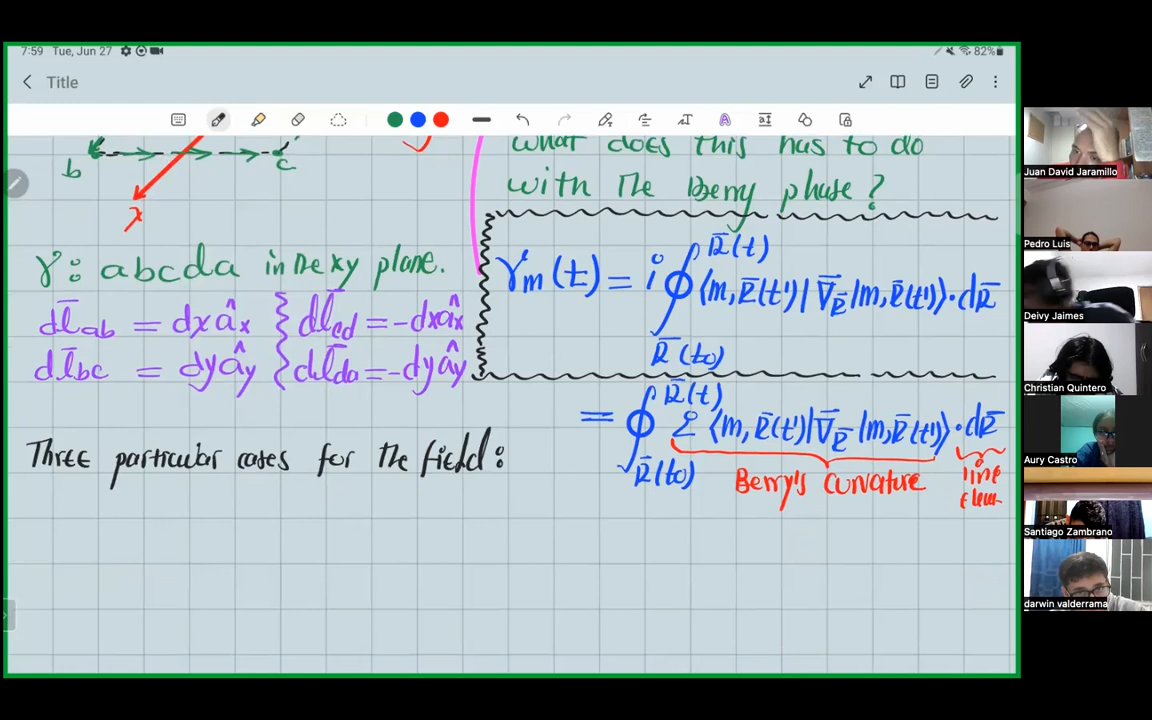 7:59 Tue, Jun 27
82%
Title
b
c
x
what does this has to do
with the Berry phase?
γ: abcda in the xy plane.
dl̄ab = dx âx { dl̄cd = -dx âx
dl̄bc = dy ây { dl̄da = -dy ây
γm(t) = i ∮ R̄(t) R̄(t0) ⟨m, R̄(t')| ∇̄R̄ |m, R̄(t')⟩ · dR̄
= ∮ R̄(t) R̄(t0) i ⟨m, R̄(t')| ∇̄R̄ |m, R̄(t')⟩ · dR̄
Berry's curvature
line
elem-
Three particular cases for the field:
Juan David Jaramillo
Pedro Luis
Deivy Jaimes
Christian Quintero
Aury Castro
Santiago Zambrano
darwin valderrama